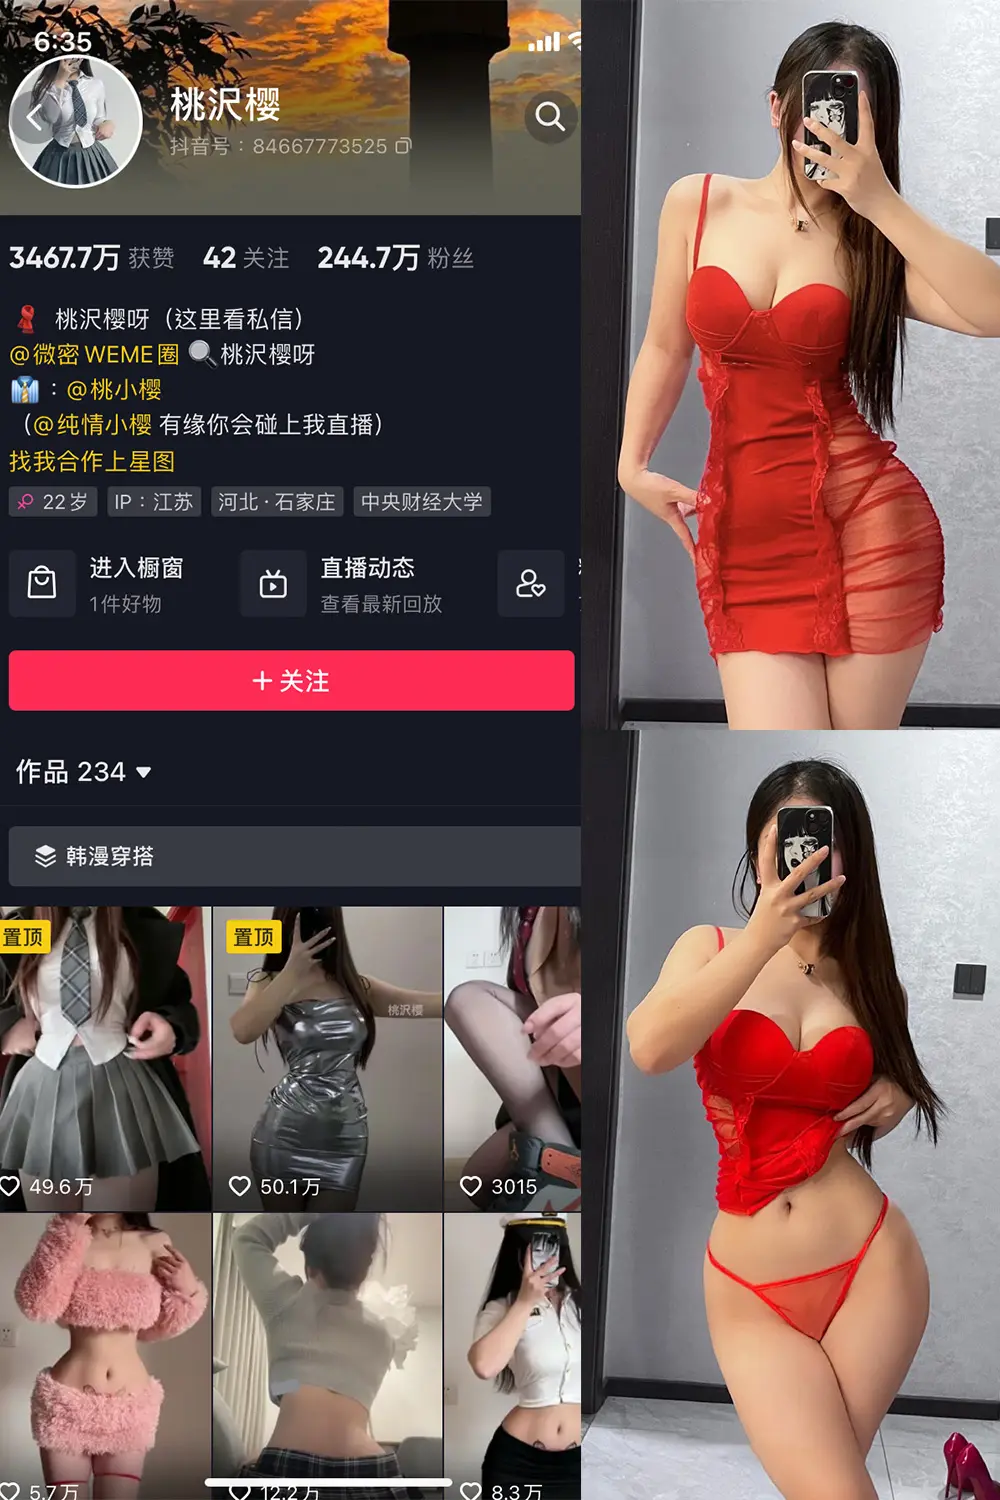 6:35
桃沢樱
抖音号：84667773525
3467.7万 获赞 42 关注 244.7万 粉丝
桃沢樱呀（这里看私信）
@微密WEME圈 桃沢樱呀
：@桃小樱
（@纯情小樱 有缘你会碰上我直播）
找我合作上星图
22岁 IP：江苏 河北·石家庄 中央财经大学
进入橱窗 直播动态
1件好物 查看最新回放
+ 关注
作品 234
韩漫穿搭
置顶 置顶
桃沢樱
49.6万 50.1万 3015
5.7万 12.2万 8.3万